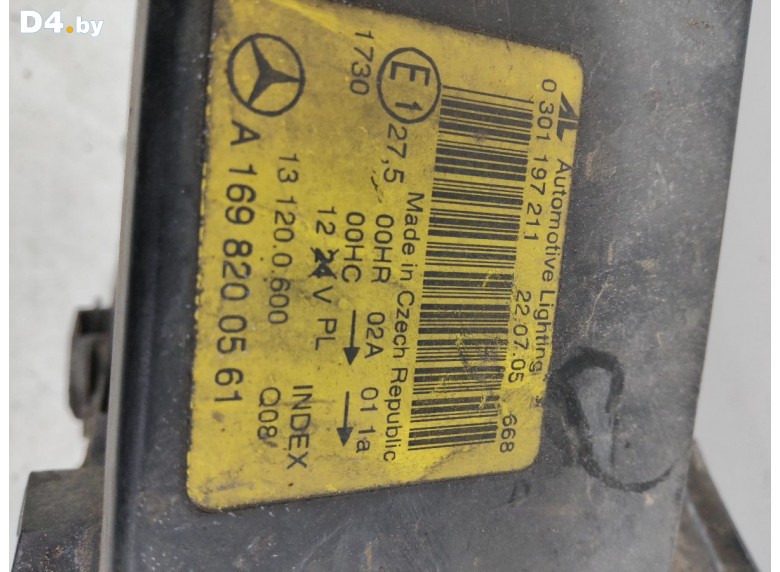 D4.by
AL Automotive Lighting
0 301 197 211 22.07.05 668
Made in Czech Republic
E1 27,5 00HR 02A 01 1a
1730 00HC → →
12 24 V PL
13 120.0.600 INDEX
A 169 820 05 61 Q08/